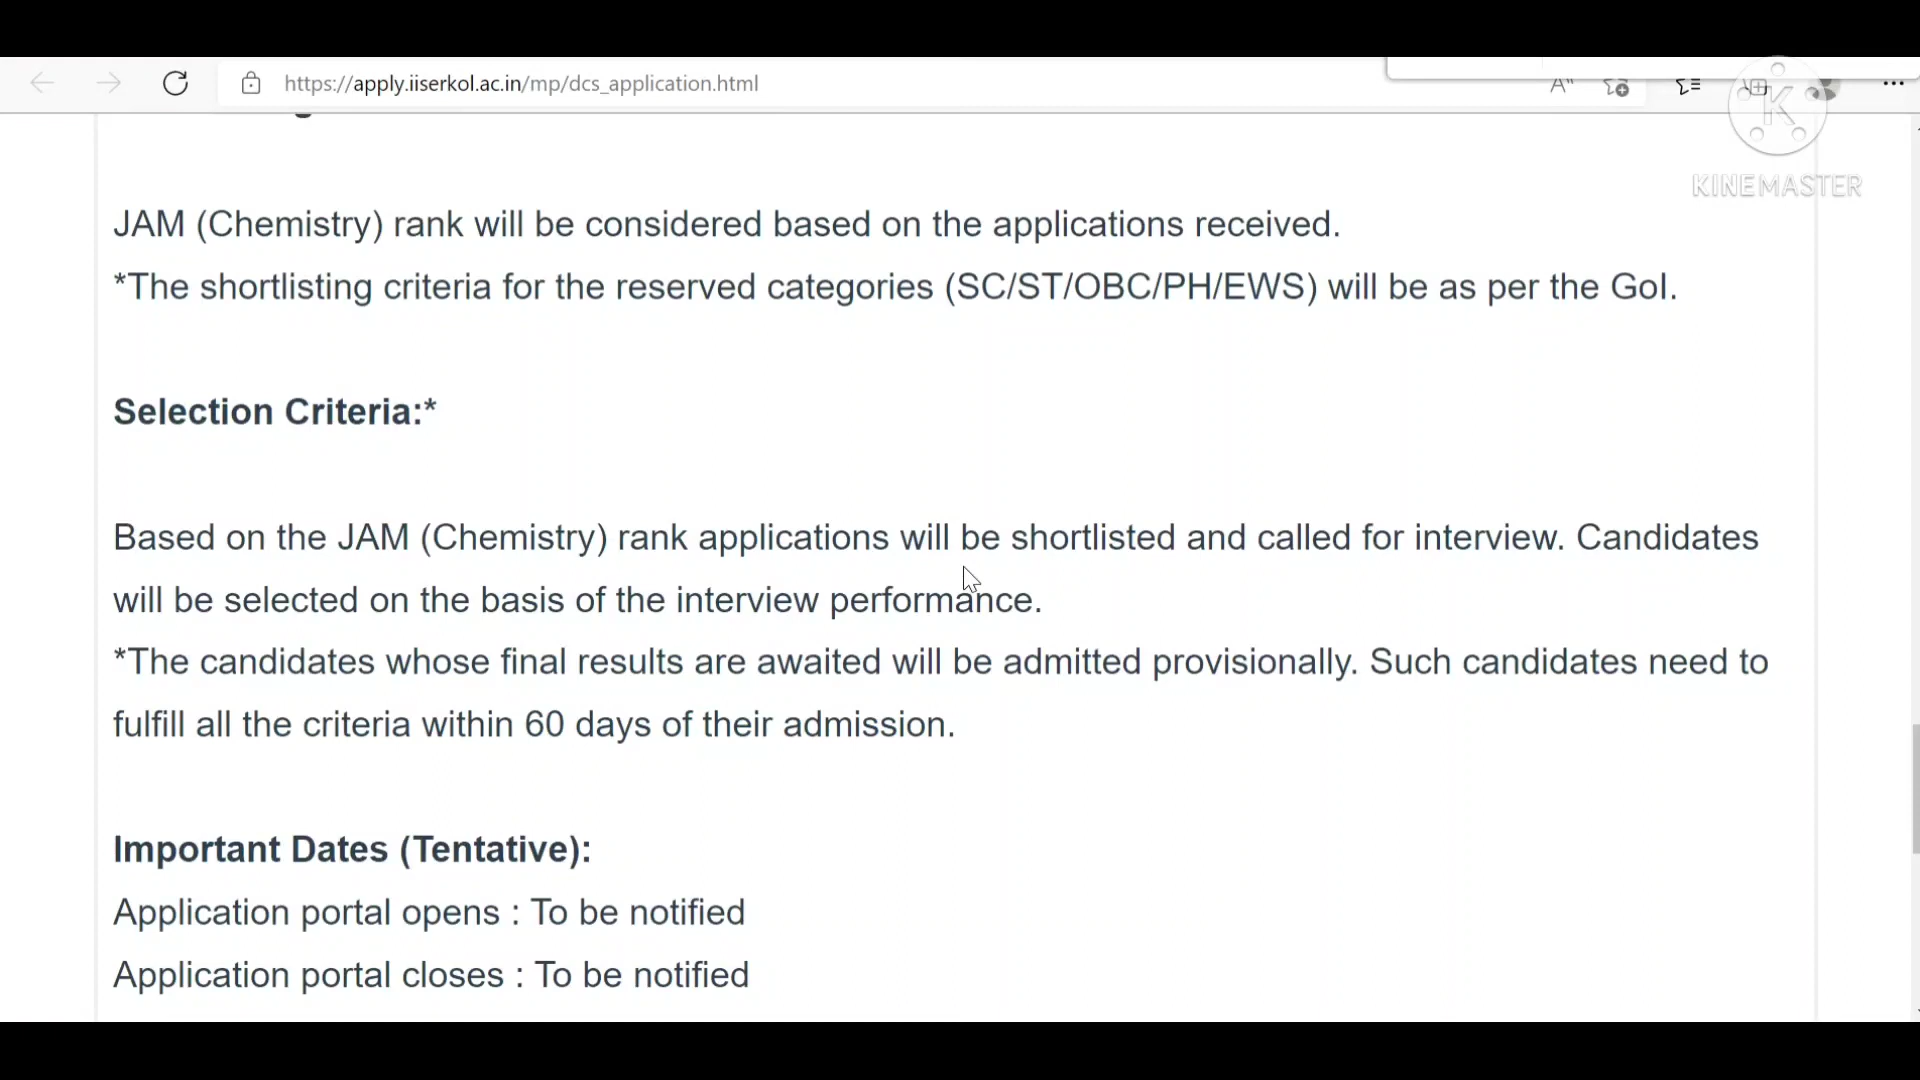 https://apply.iiserkol.ac.in/mp/dcs_application.html
KINEMASTER
JAM (Chemistry) rank will be considered based on the applications received.
*The shortlisting criteria for the reserved categories (SC/ST/OBC/PH/EWS) will be as per the GoI.
Selection Criteria:*
Based on the JAM (Chemistry) rank applications will be shortlisted and called for interview. Candidates
will be selected on the basis of the interview performance.
*The candidates whose final results are awaited will be admitted provisionally. Such candidates need to
fulfill all the criteria within 60 days of their admission.
Important Dates (Tentative):
Application portal opens : To be notified
Application portal closes : To be notified